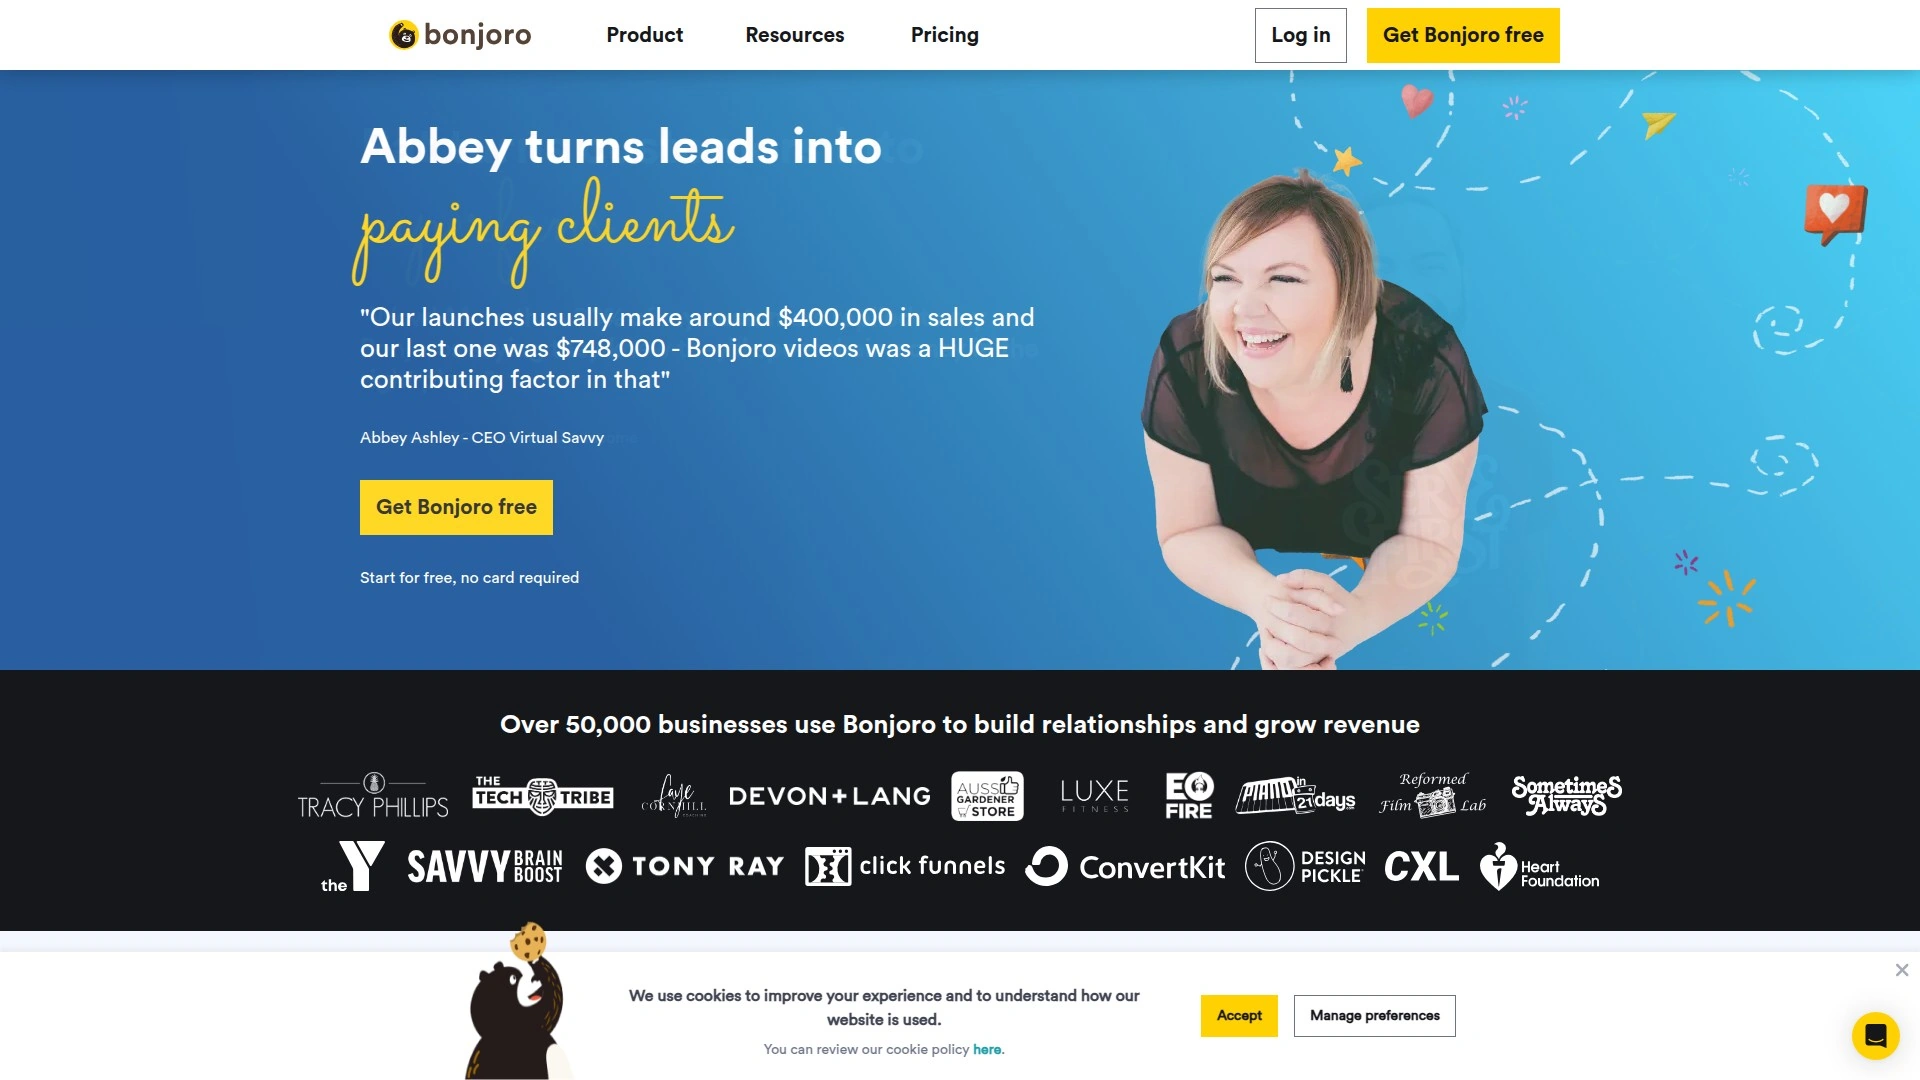 bonjoro
Product
Resources
Pricing
Log in
Get Bonjoro free
Abbey turns leads into
paying clients
"Our launches usually make around $400,000 in sales and
our last one was $748,000 - Bonjoro videos was a HUGE
contributing factor in that"
Abbey Ashley - CEO Virtual Savvy
Get Bonjoro free
Start for free, no card required
Over 50,000 businesses use Bonjoro to build relationships and grow revenue
TRACY PHILLIPS
THE
TECH TRIBE
faye
CORNHILL
DEVON+LANG
AUSSI
GARDENER
STORE
LUXE
FITNESS
EQ
FIRE
PIANO in
21 days
Reformed
Film Lab
Sometimes
Always
the Y
SAVVY BRAIN
BOOST
TONY RAY
click funnels
ConvertKit
DESIGN
PICKLE
CXL
Heart
Foundation
We use cookies to improve your experience and to understand how our
website is used.
You can review our cookie policy here.
Accept
Manage preferences